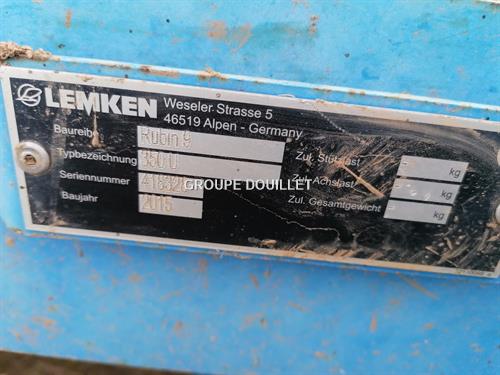 LEMKEN Weseler Strasse 5
46519 Alpen - Germany
Baureihe Rubin 9
Typbezeichnung 350 U
Seriennummer
Baujahr 2015
Zul. Stützlast kg
Zul. Achslast kg
Zul. Gesamtgewicht kg
GROUPE DOUILLET